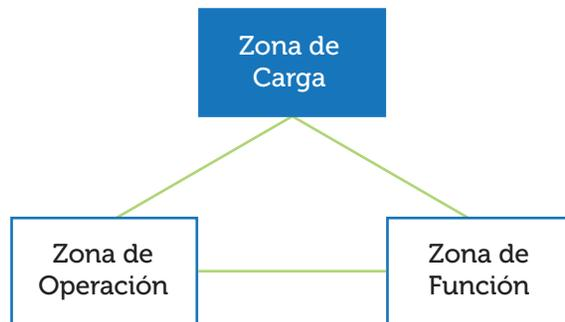 Zona de
Carga
Zona de
Operación
Zona de
Función